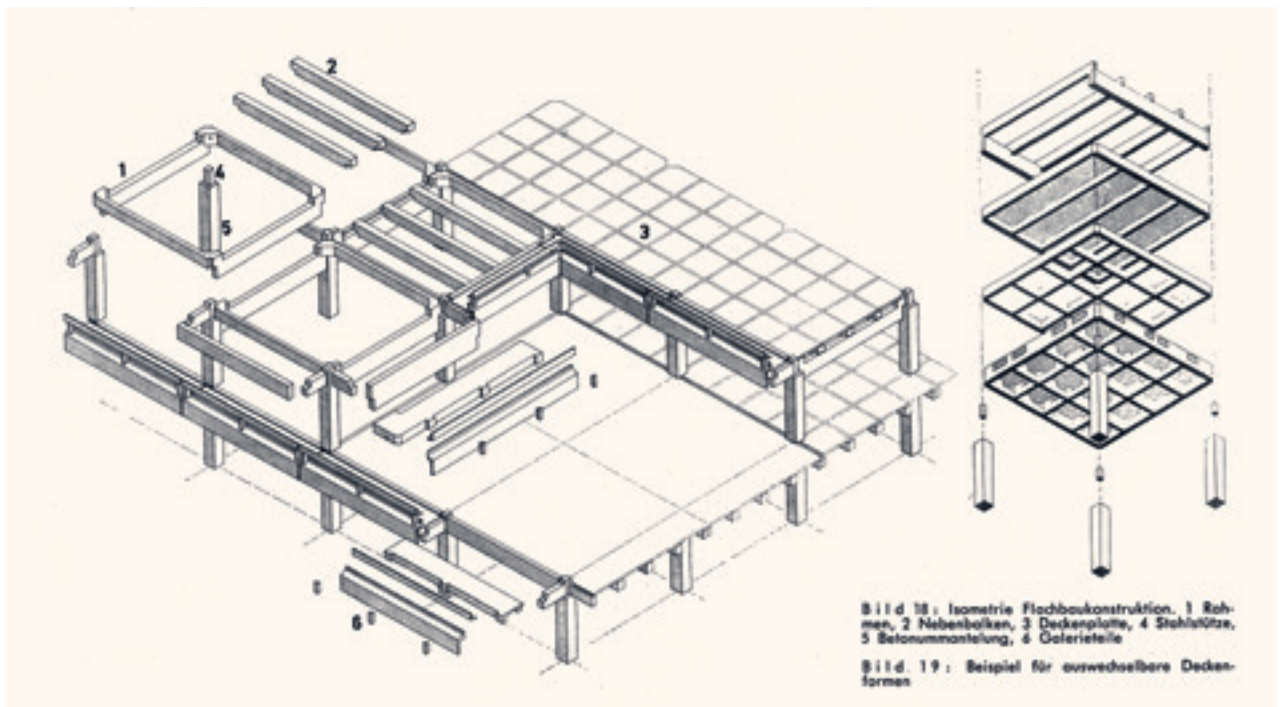 2
1
4
5
3
6
Bild 18: Isometrie Flachbaukonstruktion. 1 Rah-
men, 2 Nebenbalken, 3 Deckenplatte, 4 Stahlstütze,
5 Betonummantelung, 6 Galerieteile
Bild 19: Beispiel für auswechselbare Decken-
formen